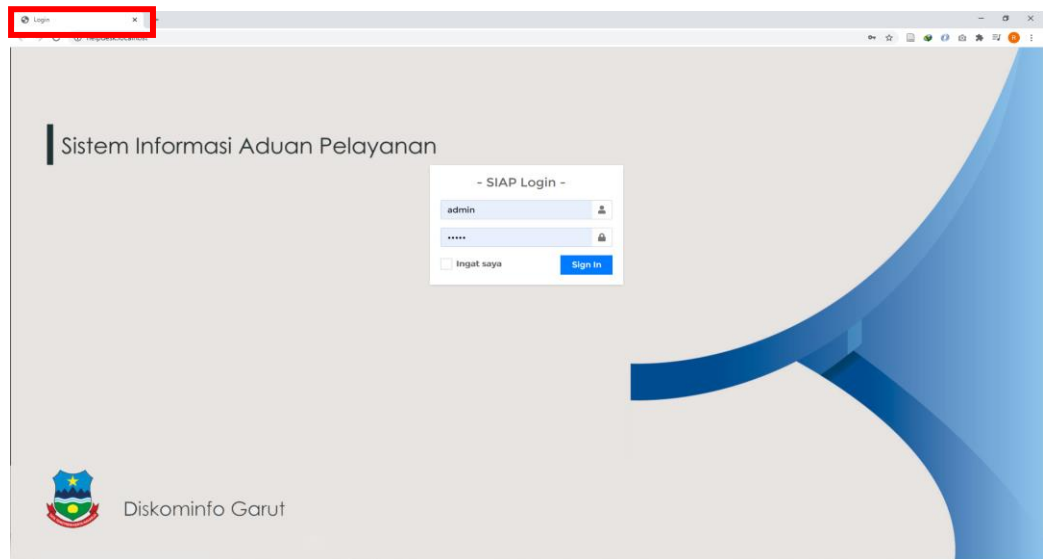 Login
Sistem Informasi Aduan Pelayanan
- SIAP Login -
admin
Ingat saya
Sign In
Diskominfo Garut